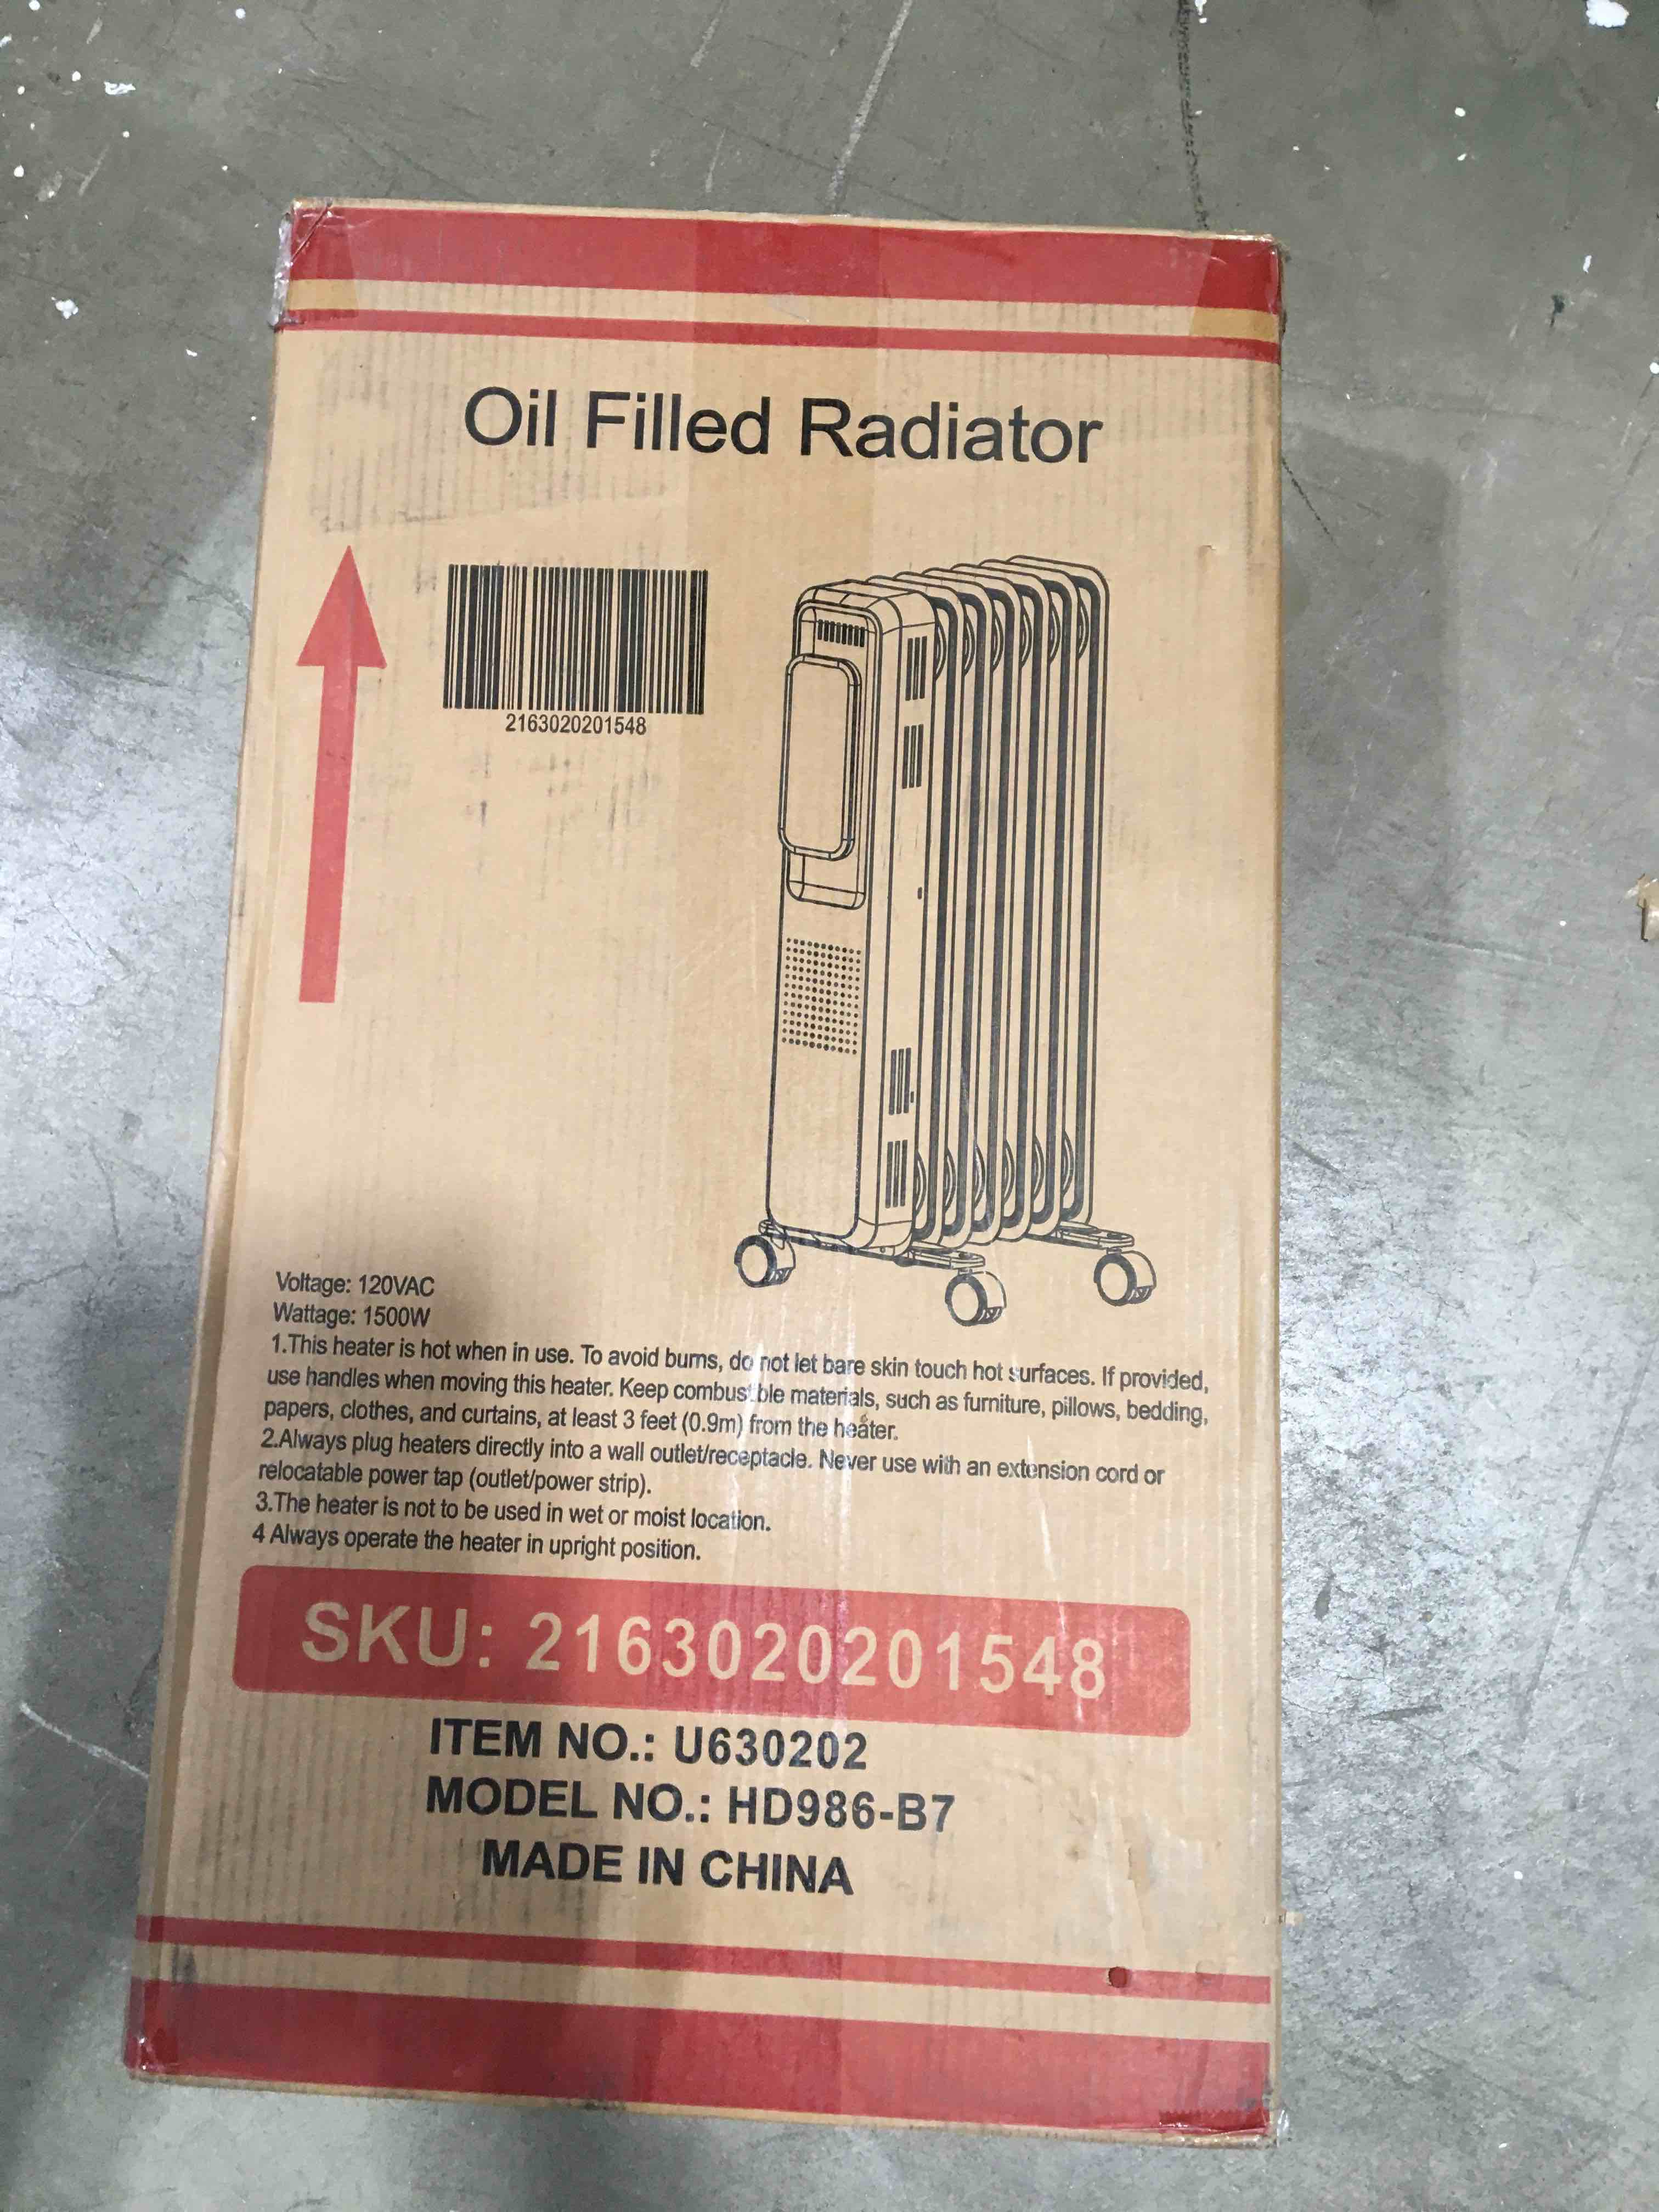 Oil Filled Radiator
2163020201548
Voltage: 120VAC
Wattage: 1500W
1.This heater is hot when in use. To avoid burns, do not let bare skin touch hot surfaces. If provided,
use handles when moving this heater. Keep combustible materials, such as furniture, pillows, bedding,
papers, clothes, and curtains, at least 3 feet (0.9m) from the heater.
2.Always plug heaters directly into a wall outlet/receptacle. Never use with an extension cord or
relocatable power tap (outlet/power strip).
3.The heater is not to be used in wet or moist location.
4 Always operate the heater in upright position.
SKU: 2163020201548
ITEM NO.: U630202
MODEL NO.: HD986-B7
MADE IN CHINA